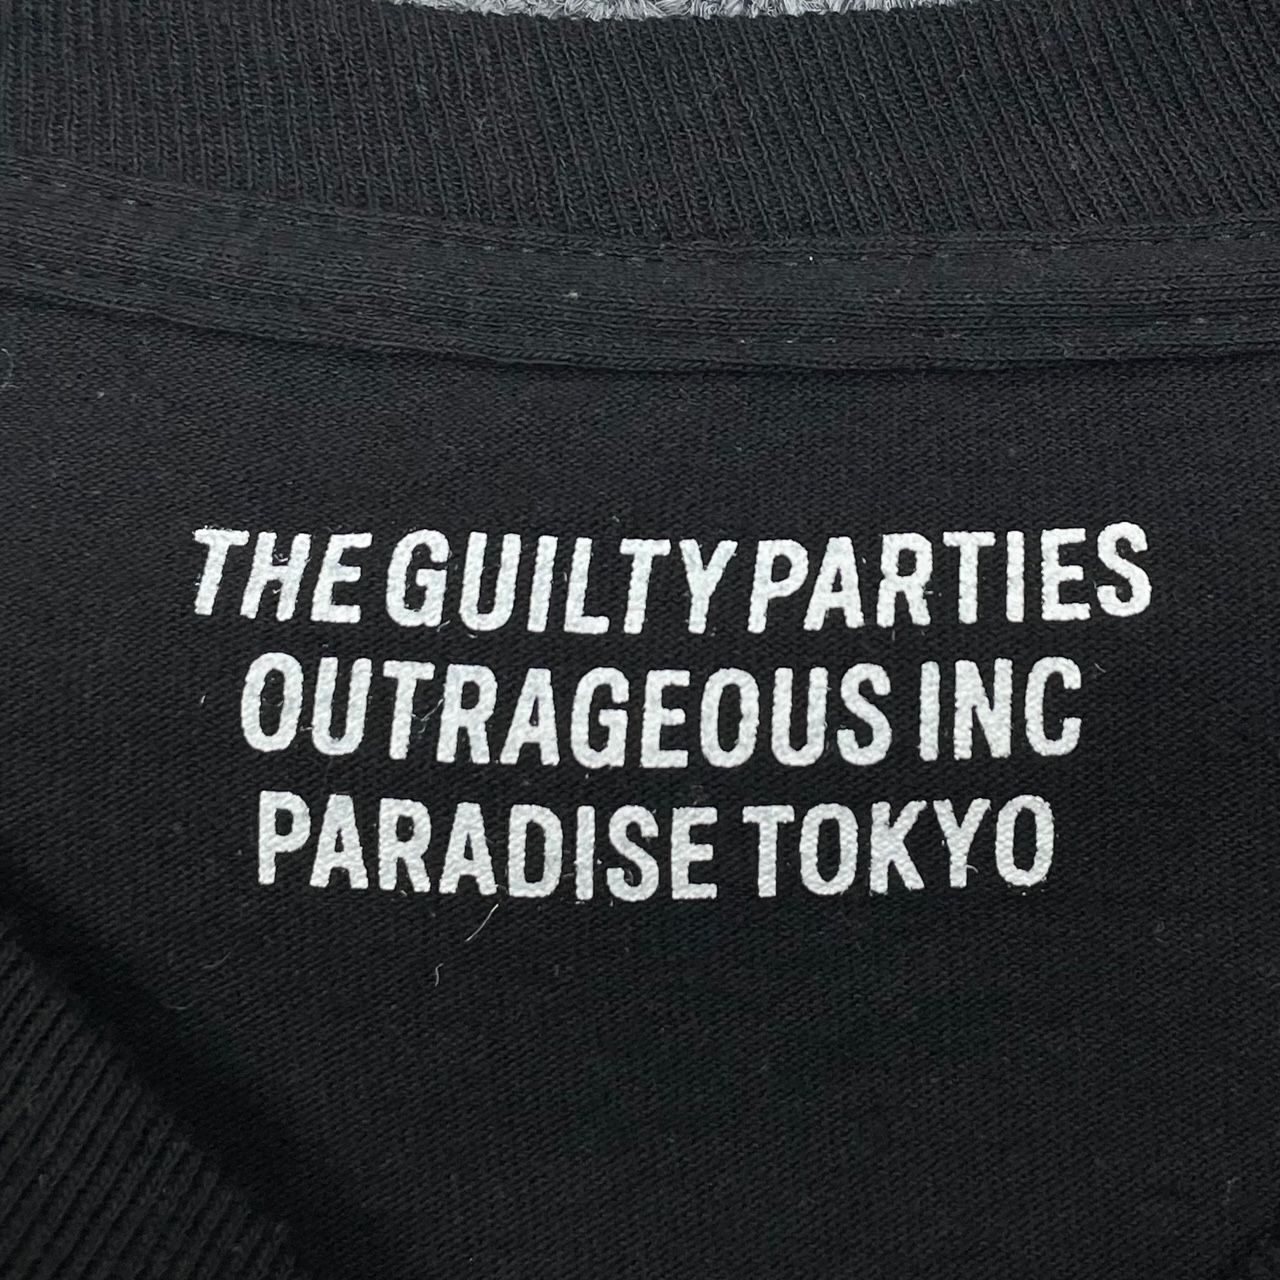 THE GUILTY PARTIES
OUTRAGEOUS INC
PARADISE TOKYO